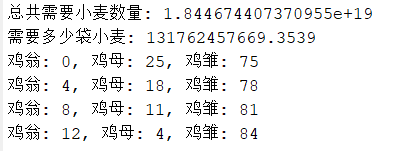 总共需要小麦数量: 1.844674407370955e+19
需要多少袋小麦: 131762457669.3539
鸡翁: 0, 鸡母: 25, 鸡雏: 75
鸡翁: 4, 鸡母: 18, 鸡雏: 78
鸡翁: 8, 鸡母: 11, 鸡雏: 81
鸡翁: 12, 鸡母: 4, 鸡雏: 84